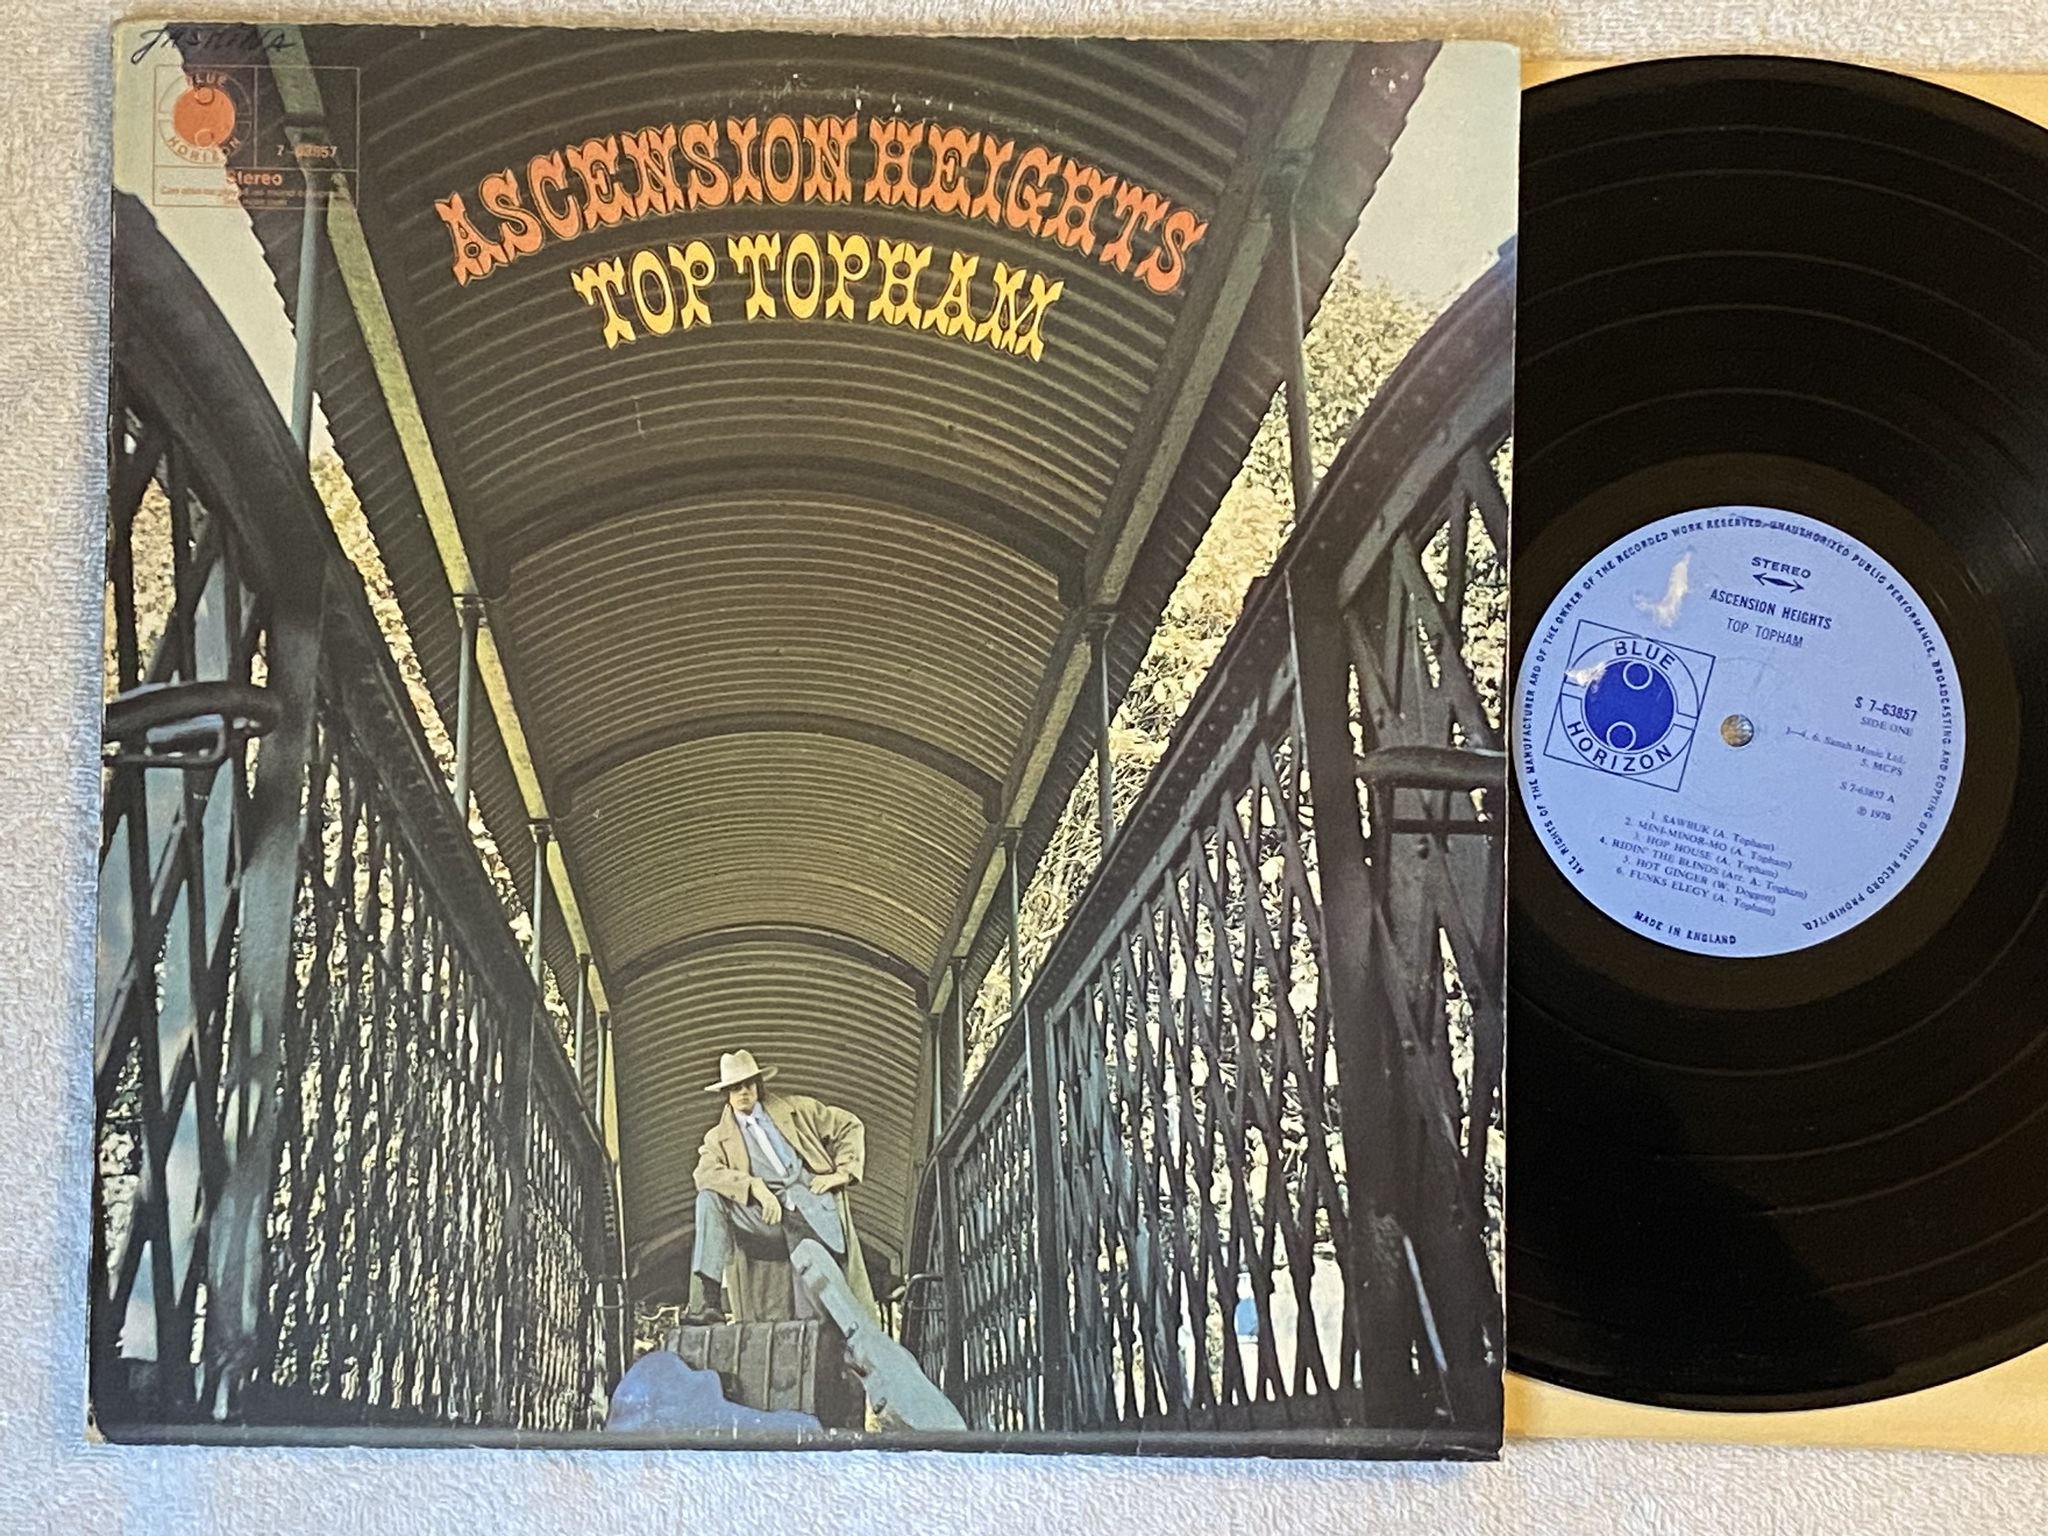 JASKINA
BLUE
HORIZON
7-63857
Stereo
ASCENSION HEIGHTS
TOP TOPHAM
ALL RIGHTS OF THE MANUFACTURER AND OF THE OWNER OF THE RECORDED WORK RESERVED. UNAUTHORIZED PUBLIC PERFORMANCE, BROADCASTING AND COPYING OF THIS RECORD PROHIBITED.
STEREO
ASCENSION HEIGHTS
TOP TOPHAM
BLUE
HORIZON
S 7-63857
SIDE ONE
1—4, 6. Uanah Music Ltd.
5. MCPS
S 7-63857 A
℗ 1970
1. SAWBUK (A. Topham)
2. MINI-MINOR-MO (A. Topham)
3. HOP HOUSE (A. Topham)
4. RIDIN' THE BLINDS (Arr. A. Topham)
5. HOT GINGER (W. Doggett)
6. FUNKS ELEGY (A. Topham)
MADE IN ENGLAND